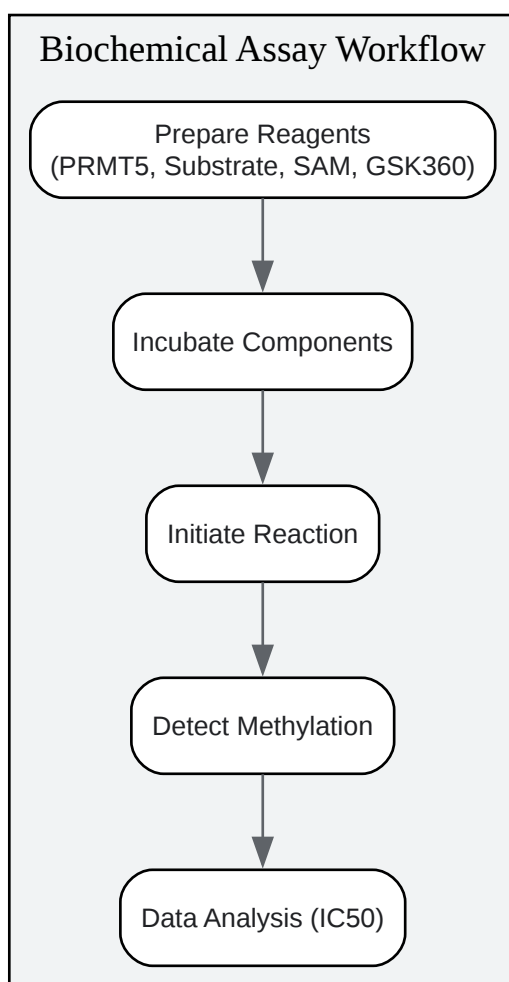 Biochemical Assay Workflow
Prepare Reagents
(PRMT5, Substrate, SAM, GSK360)
Incubate Components
Initiate Reaction
Detect Methylation
Data Analysis (IC50)